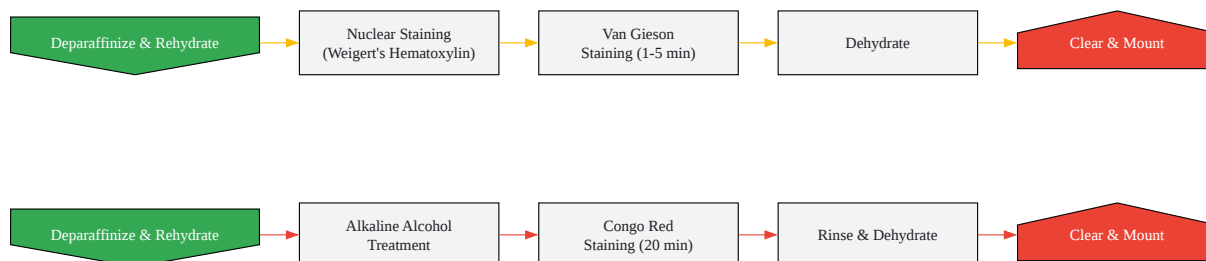 Deparaffinize & Rehydrate
Nuclear Staining
(Weigert's Hematoxylin)
Van Gieson
Staining (1-5 min)
Dehydrate
Clear & Mount
Deparaffinize & Rehydrate
Alkaline Alcohol
Treatment
Congo Red
Staining (20 min)
Rinse & Dehydrate
Clear & Mount